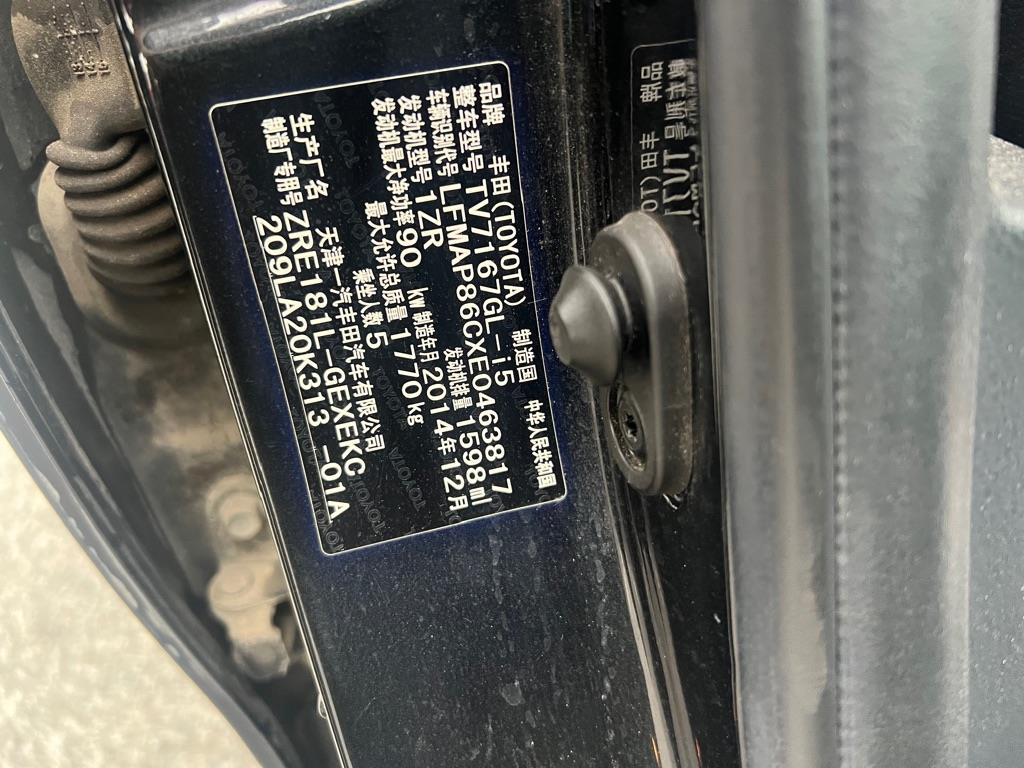 品牌 丰田(TOYOTA) 制造国 中华人民共和国
整车型号 TV7167GL-i5
车辆识别代号 LFMAP86CXE0463817
发动机型号 1ZR 发动机排量 1598ml
发动机最大净功率 90 kW 制造年月 2014年12月
最大允许总质量 1770kg
乘坐人数 5
生产厂名 天津一汽丰田汽车有限公司
制造厂专用号 ZRE181L-GEXEKC
209LA20K313 -01A